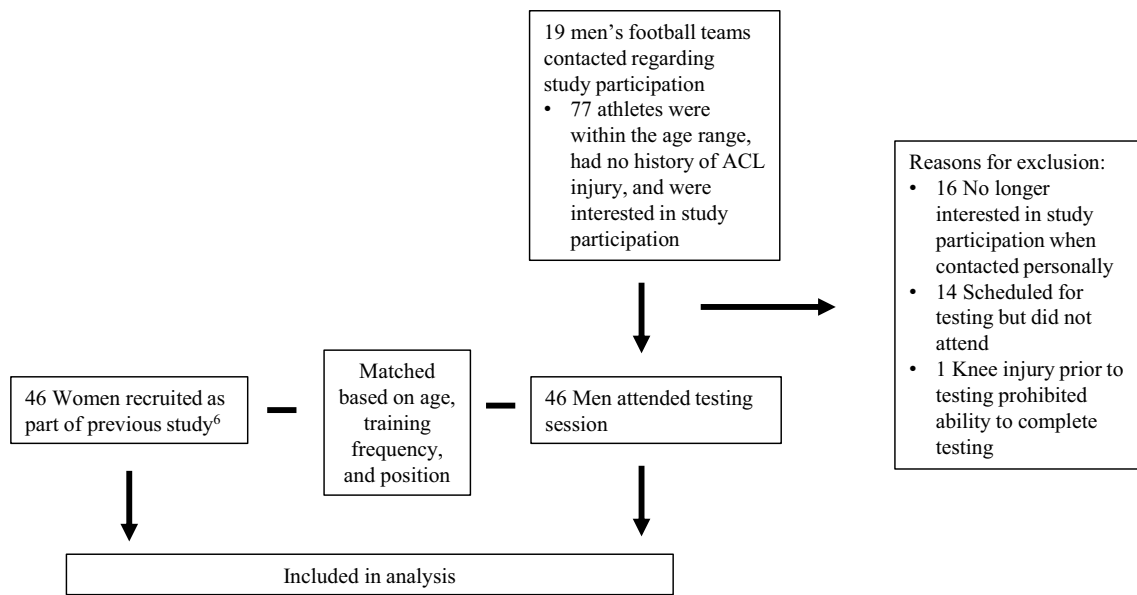 19 men’s football teams
contacted regarding
study participation
• 77 athletes were
within the age range,
had no history of ACL
injury, and were
interested in study
participation
Reasons for exclusion:
• 16 No longer
interested in study
participation when
contacted personally
• 14 Scheduled for
testing but did not
attend
• 1 Knee injury prior to
testing prohibited
ability to complete
testing
46 Women recruited as
part of previous study⁶
Matched
based on age,
training
frequency,
and position
46 Men attended testing
session
Included in analysis